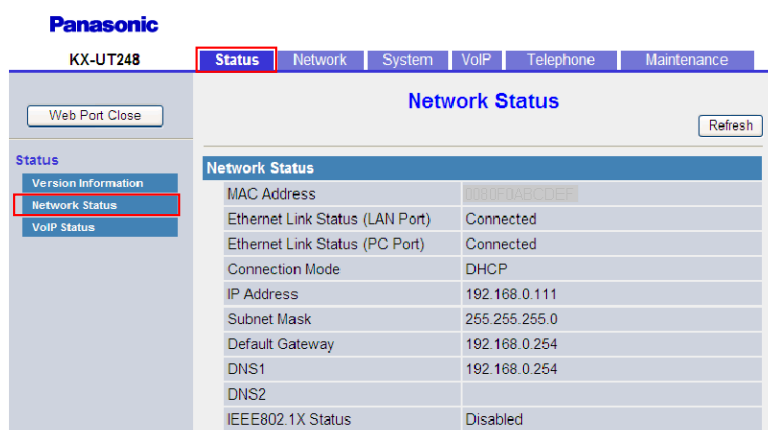 Panasonic
KX-UT248
Status Network System VoIP Telephone Maintenance
Web Port Close
Network Status
Refresh
Status
Version Information
Network Status
VoIP Status
Network Status
MAC Address 0080F0ABCDEF
Ethernet Link Status (LAN Port) Connected
Ethernet Link Status (PC Port) Connected
Connection Mode DHCP
IP Address 192.168.0.111
Subnet Mask 255.255.255.0
Default Gateway 192.168.0.254
DNS1 192.168.0.254
DNS2
IEEE802.1X Status Disabled